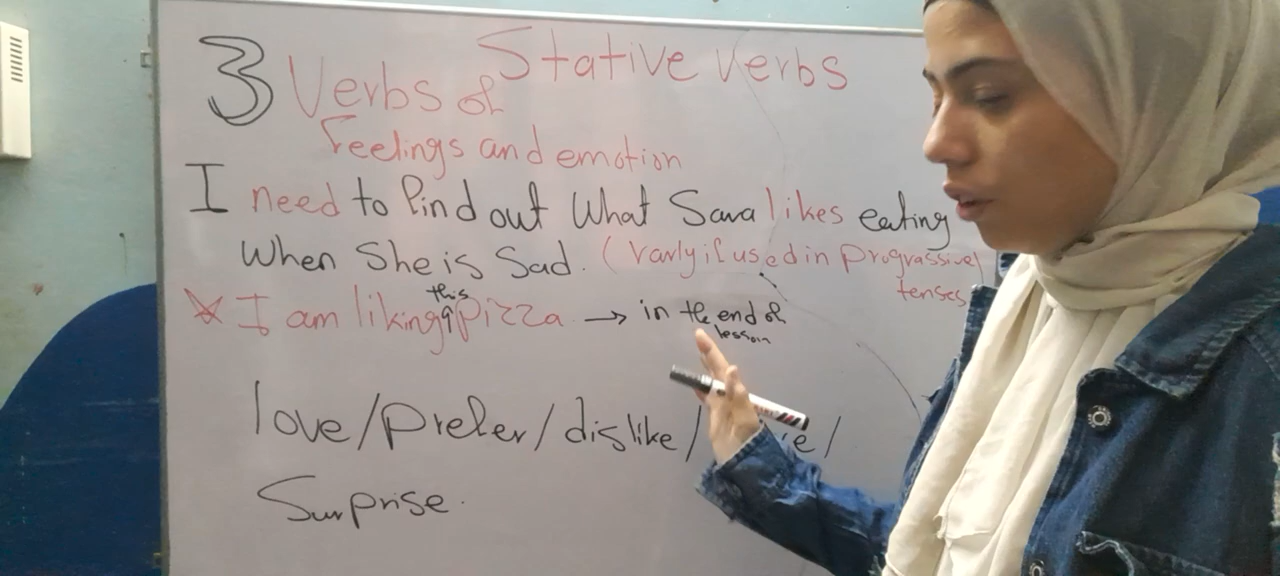 Stative verbs
3 Verbs of
Feelings and emotion
I need to find out What Sara likes eating
when She is Sad. (rarly if used in prograssive
tenses)
I am liking this pizza → in the end of
lesson
love/prefer/dislike/
Surprise.